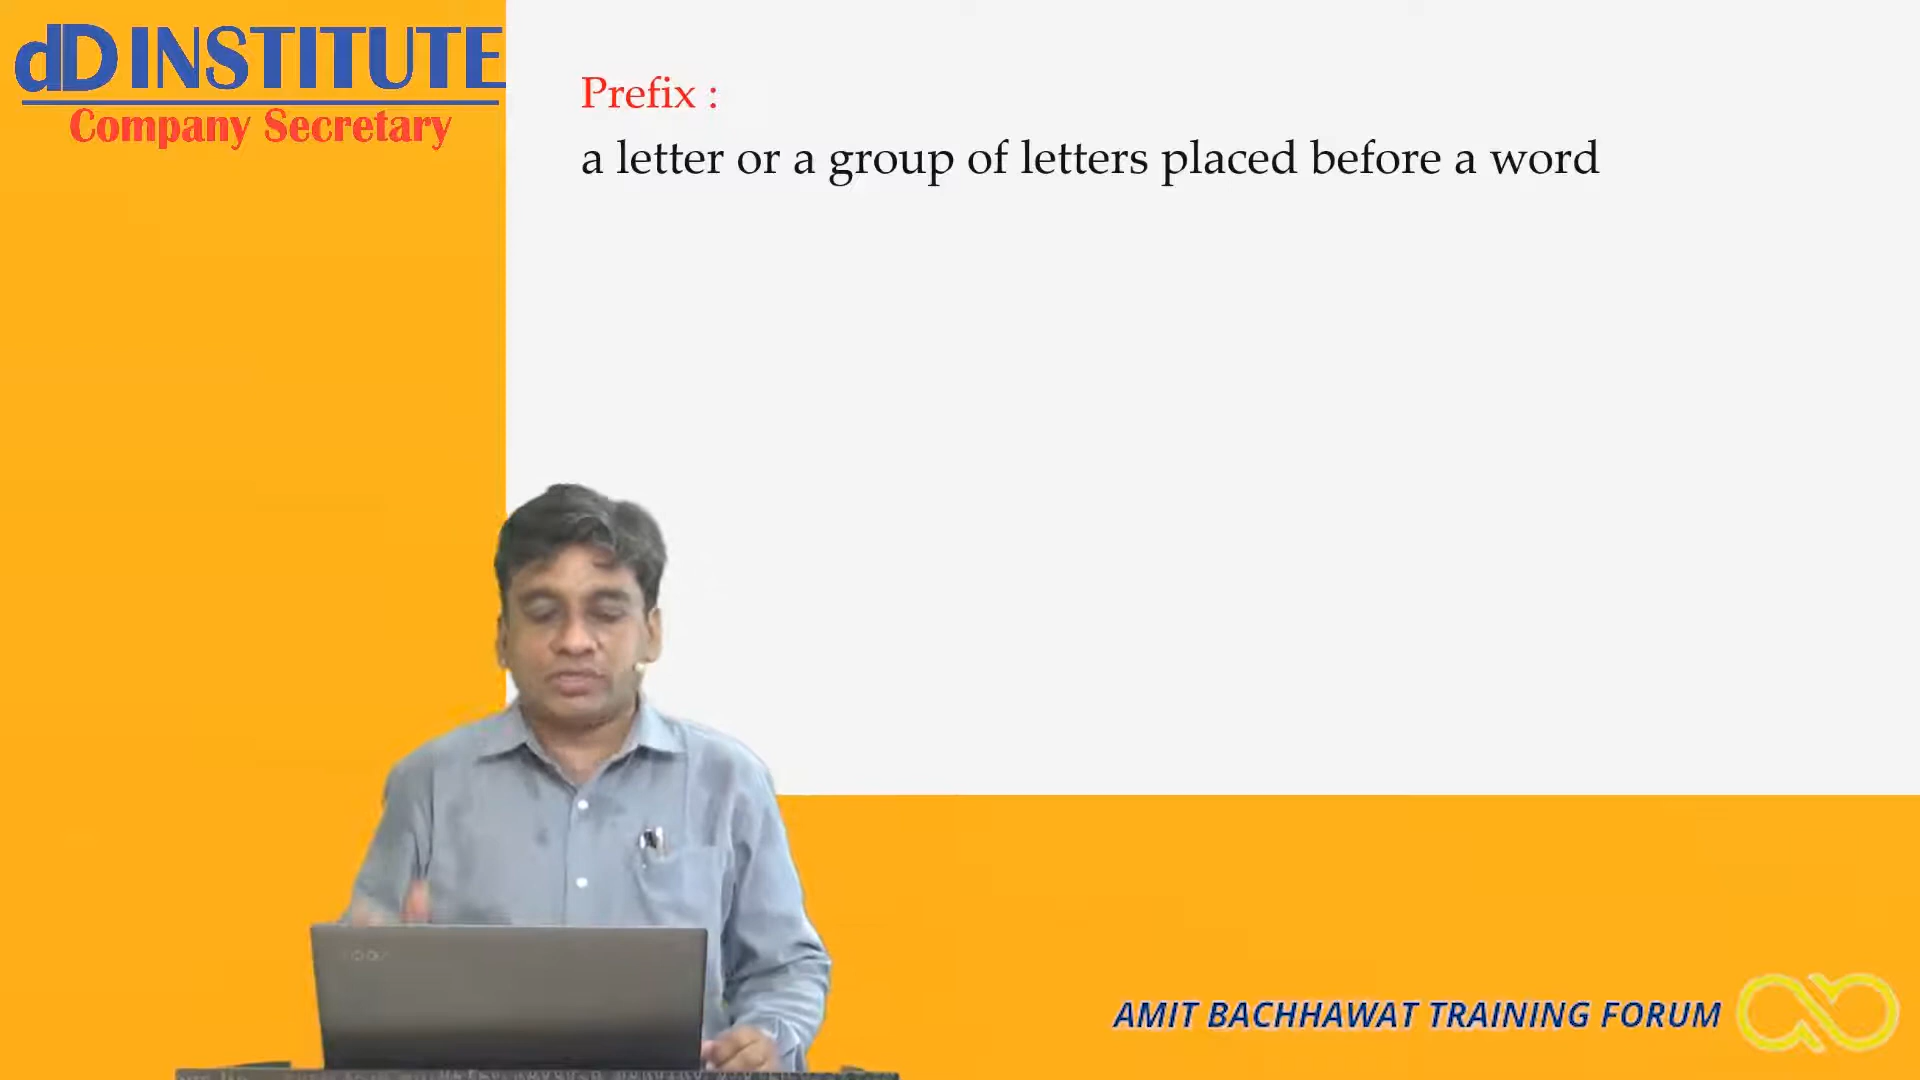 dD INSTITUTE
Company Secretary
Prefix :
a letter or a group of letters placed before a word
AMIT BACHHAWAT TRAINING FORUM